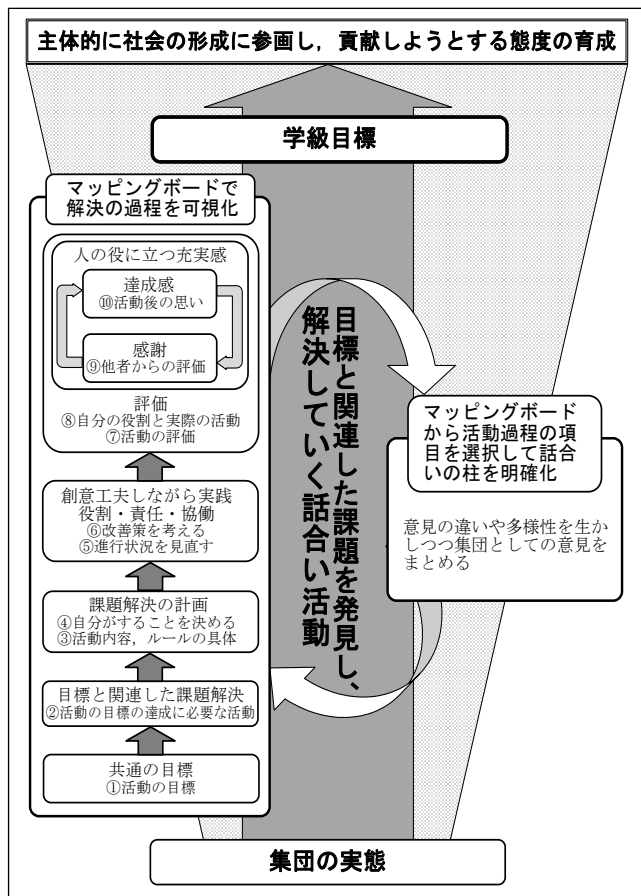 主体的に社会の形成に参画し，貢献しようとする態度の育成
学級目標
マッピングボードで
解決の過程を可視化
人の役に立つ充実感
達成感
⑩活動後の思い
感謝
⑨他者からの評価
評価
⑧自分の役割と実際の活動
⑦活動の評価
創意工夫しながら実践
役割・責任・協働
⑥改善策を考える
⑤進行状況を見直す
課題解決の計画
④自分がすることを決める
③活動内容，ルールの具体
目標と関連した課題解決
②活動の目標の達成に必要な活動
共通の目標
①活動の目標
目標と関連した課題を発見し、
解決していく話合い活動
マッピングボード
から活動過程の項
目を選択して話合
いの柱を明確化
意見の違いや多様性を生か
しつつ集団としての意見を
まとめる
集団の実態